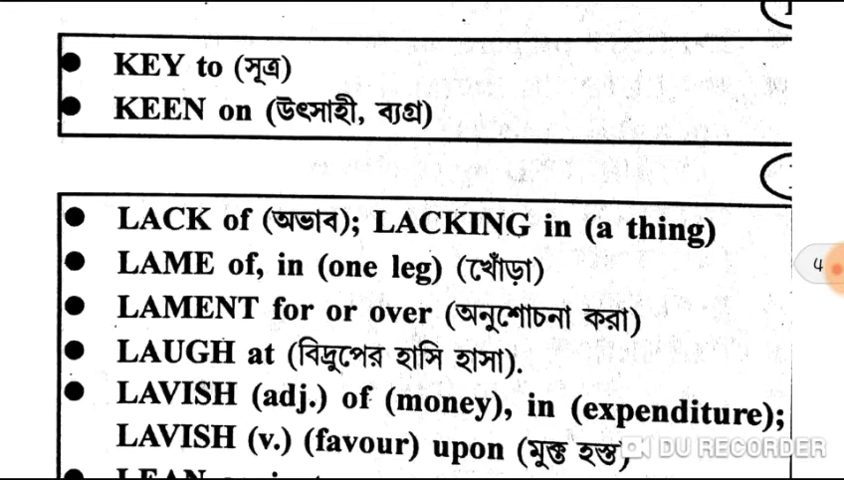 KEY to (সূত্র)
KEEN on (উৎসাহী, ব্যগ্র)
LACK of (অভাব); LACKING in (a thing)
LAME of, in (one leg) (খোঁড়া)
LAMENT for or over (অনুশোচনা করা)
LAUGH at (বিদ্রুপের হাসি হাসা).
LAVISH (adj.) of (money), in (expenditure);
LAVISH (v.) (favour) upon (মুক্ত হস্ত)
DU RECORDER
LEAN
4